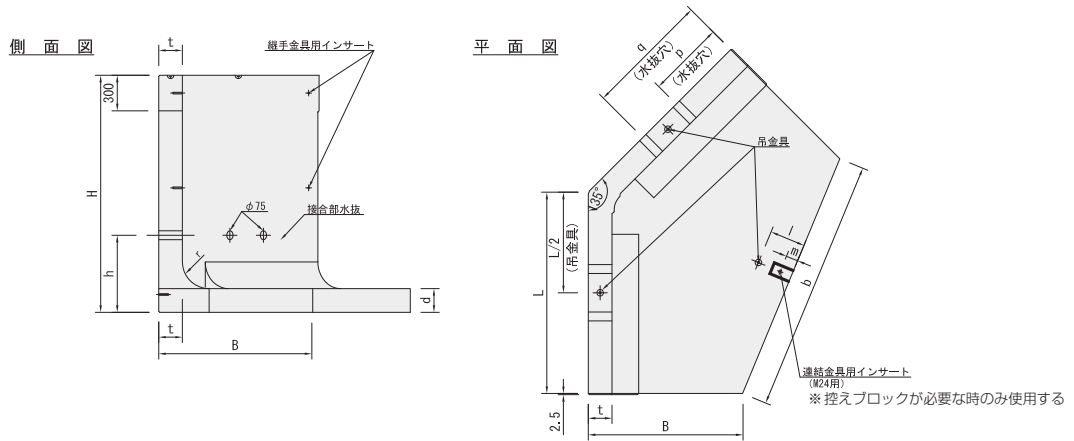 側面図
t
継手金具用インサート
300
H
φ75
接合部水抜
h
r
d
t
B
平面図
q
(水抜穴)
p
(水抜穴)
吊金具
135°
L/2
(吊金具)
L
l
m
b
連結金具用インサート
(M24用)
※控えブロックが必要な時のみ使用する
2.5
t
B